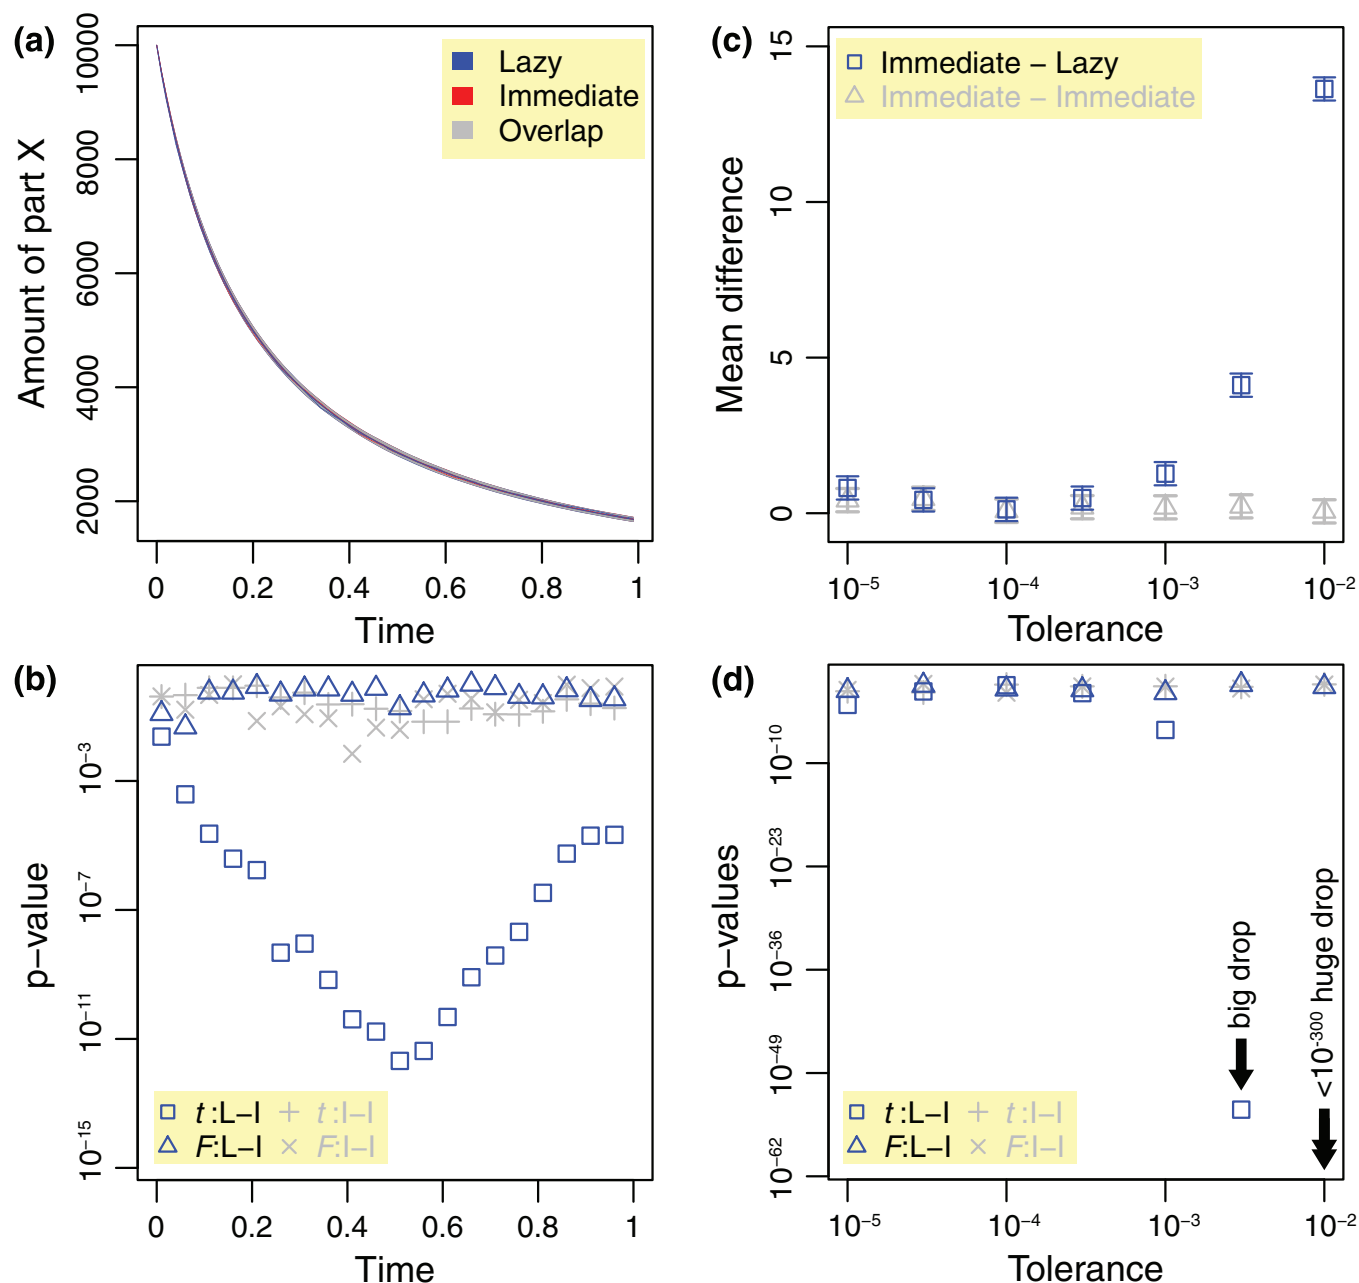 (a)
10000
8000
6000
4000
2000
Amount of part X
Lazy
Immediate
Overlap
0 0.2 0.4 0.6 0.8 1
Time
(c)
15
10
5
0
Mean difference
Immediate − Lazy
Immediate − Immediate
10⁻⁵ 10⁻⁴ 10⁻³ 10⁻²
Tolerance
(b)
10⁻³
10⁻⁷
10⁻¹¹
10⁻¹⁵
p−value
t:L−I t:I−I
F:L−I F:I−I
0 0.2 0.4 0.6 0.8 1
Time
(d)
10⁻¹⁰
10⁻²³
10⁻³⁶
10⁻⁴⁹
10⁻⁶²
p−values
big drop
<10⁻³⁰⁰ huge drop
t:L−I t:I−I
F:L−I F:I−I
10⁻⁵ 10⁻⁴ 10⁻³ 10⁻²
Tolerance